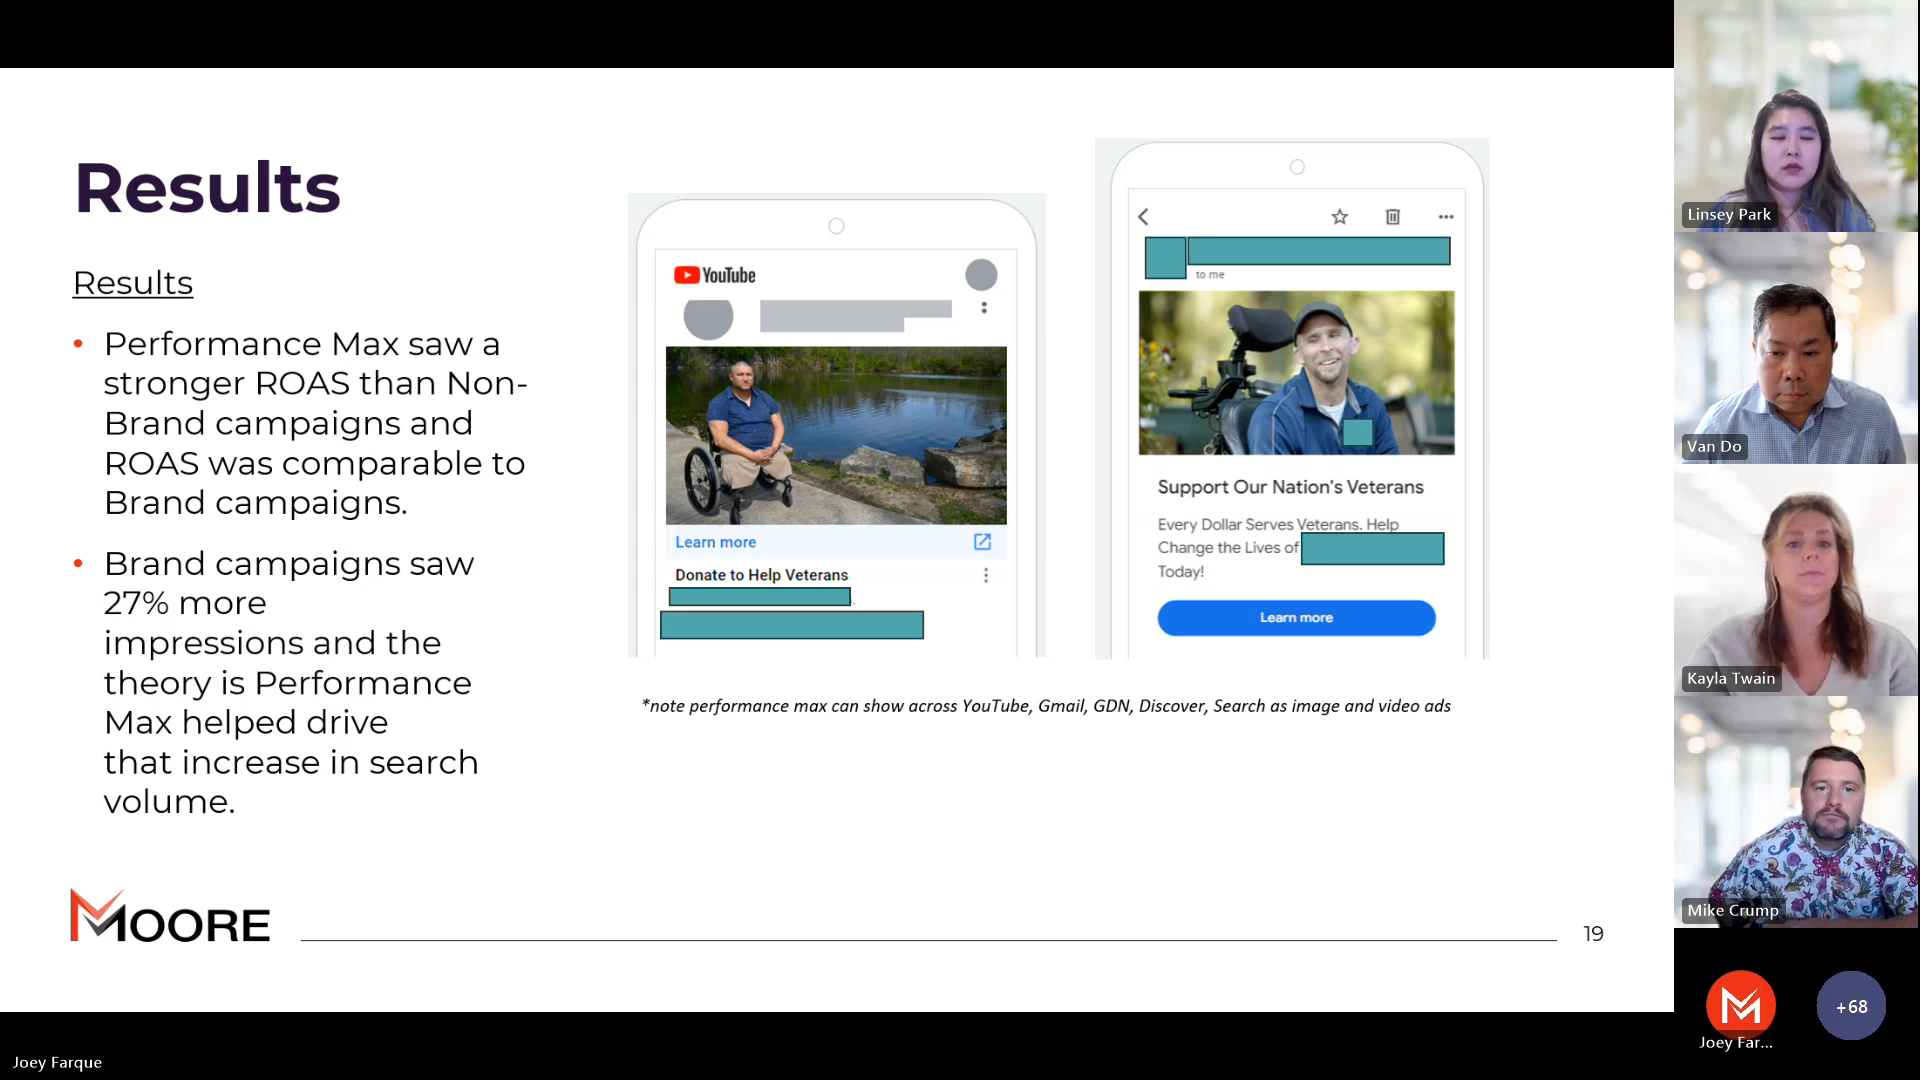 Results
Results
• Performance Max saw a
stronger ROAS than Non-
Brand campaigns and
ROAS was comparable to
Brand campaigns.
• Brand campaigns saw
27% more
impressions and the
theory is Performance
Max helped drive
that increase in search
volume.
YouTube
Learn more
Donate to Help Veterans
to me
Support Our Nation's Veterans
Every Dollar Serves Veterans. Help
Change the Lives of
Today!
Learn more
*note performance max can show across YouTube, Gmail, GDN, Discover, Search as image and video ads
MOORE
19
Linsey Park
Van Do
Kayla Twain
Mike Crump
+68
Joey Far...
Joey Farque